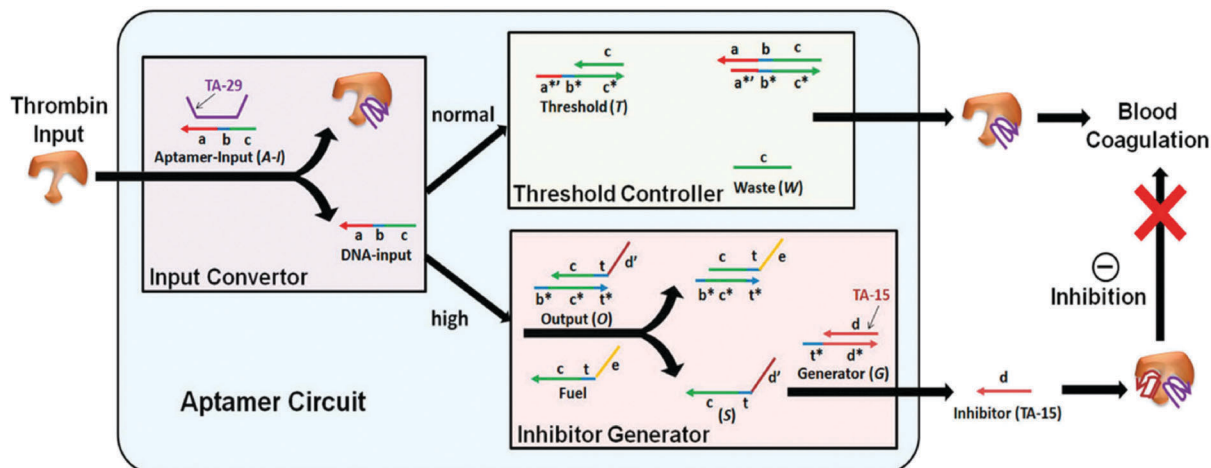 Thrombin
Input
TA-29
a b c
Aptamer-Input (A-I)
a b c
DNA-input
Input Convertor
normal
high
c
a*' b* c*
Threshold (T)
a b c
a*' b* c*
c
Waste (W)
Threshold Controller
c t d'
b* c* t*
Output (O)
c t e
Fuel
c t e
b* c* t*
d'
c t
(S)
TA-15
d
t* d*
Generator (G)
Inhibitor Generator
Aptamer Circuit
d
Inhibitor (TA-15)
Blood
Coagulation
Inhibition